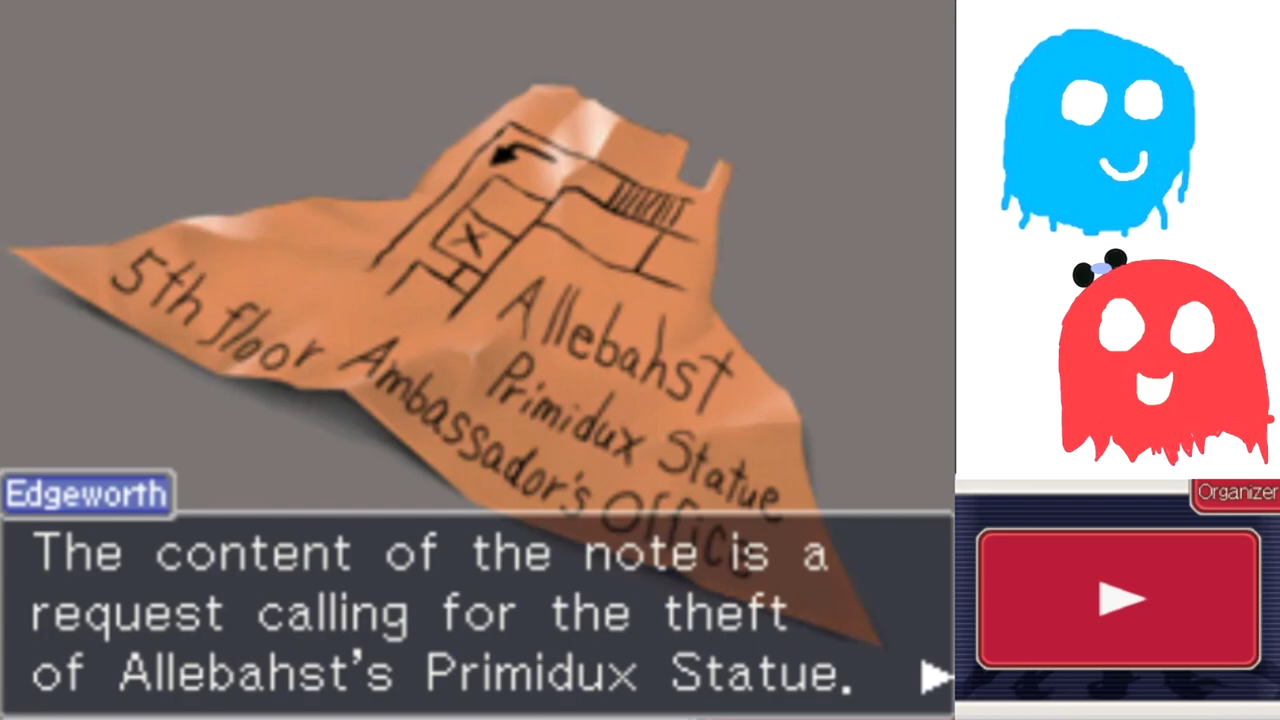 5th floor Ambassador's Office
Allebahst
Primidux Statue
Edgeworth
The content of the note is a
request calling for the theft
of Allebahst's Primidux Statue.
Organizer